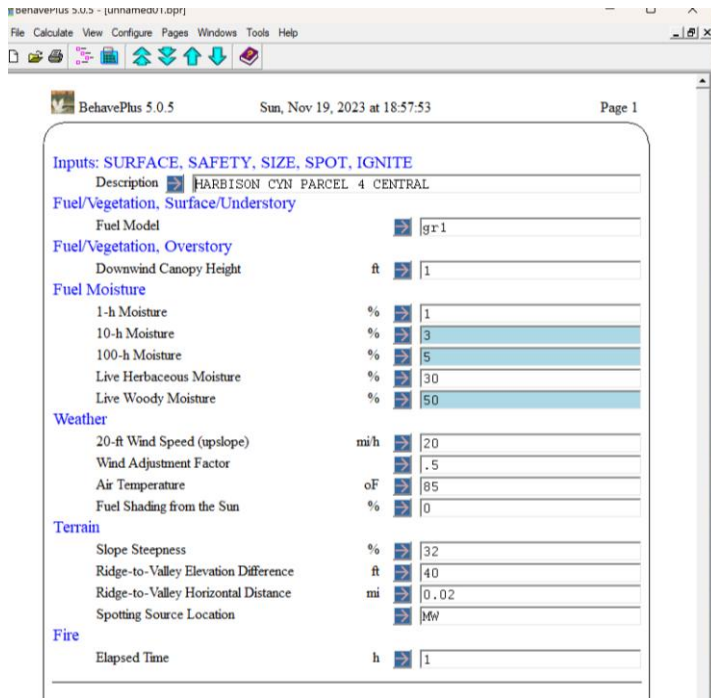 BehavePlus 5.0.5 - [unnamed01.bpr]
File Calculate View Configure Pages Windows Tools Help
BehavePlus 5.0.5 Sun, Nov 19, 2023 at 18:57:53 Page 1
Inputs: SURFACE, SAFETY, SIZE, SPOT, IGNITE
Description HARBISON CYN PARCEL 4 CENTRAL
Fuel/Vegetation, Surface/Understory
Fuel Model gr1
Fuel/Vegetation, Overstory
Downwind Canopy Height ft 1
Fuel Moisture
1-h Moisture % 1
10-h Moisture % 3
100-h Moisture % 5
Live Herbaceous Moisture % 30
Live Woody Moisture % 50
Weather
20-ft Wind Speed (upslope) mi/h 20
Wind Adjustment Factor .5
Air Temperature oF 85
Fuel Shading from the Sun % 0
Terrain
Slope Steepness % 32
Ridge-to-Valley Elevation Difference ft 40
Ridge-to-Valley Horizontal Distance mi 0.02
Spotting Source Location MW
Fire
Elapsed Time h 1